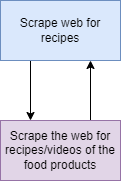 Scrape web for
recipes
Scrape the web for
recipes/videos of the
food products